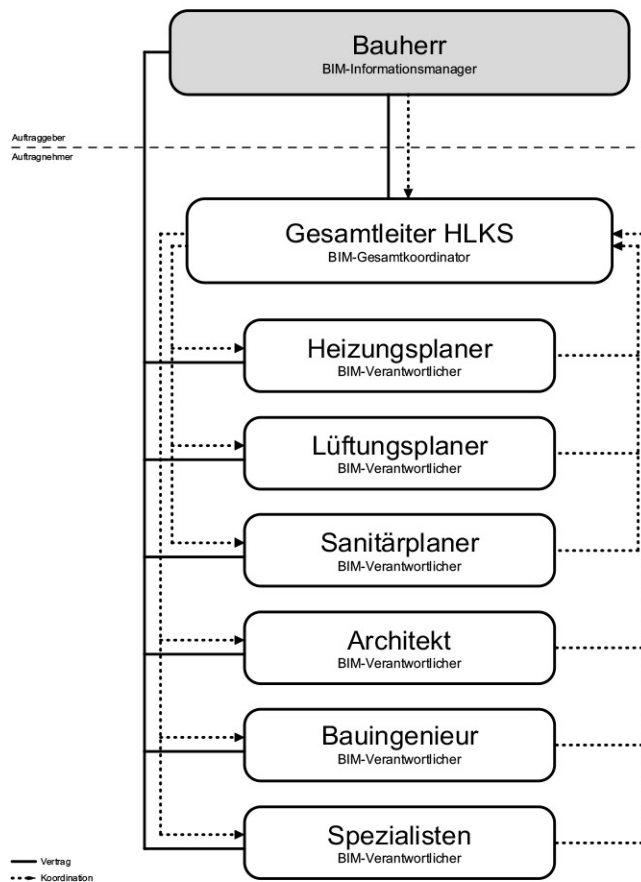 Bauherr
BIM-Informationsmanager
Auftraggeber
Auftragnehmer
Gesamtleiter HLKS
BIM-Gesamtkoordinator
Heizungsplaner
BIM-Verantwortlicher
Lüftungsplaner
BIM-Verantwortlicher
Sanitärplaner
BIM-Verantwortlicher
Architekt
BIM-Verantwortlicher
Bauingenieur
BIM-Verantwortlicher
Spezialisten
BIM-Verantwortlicher
Vertrag
Koordination